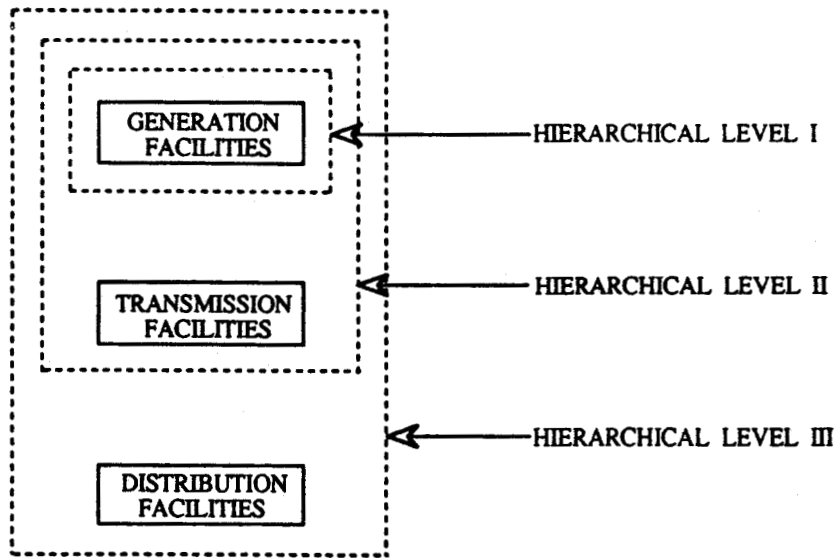 GENERATION
FACILITIES
HIERARCHICAL LEVEL I
TRANSMISSION
FACILITIES
HIERARCHICAL LEVEL II
HIERARCHICAL LEVEL III
DISTRIBUTION
FACILITIES